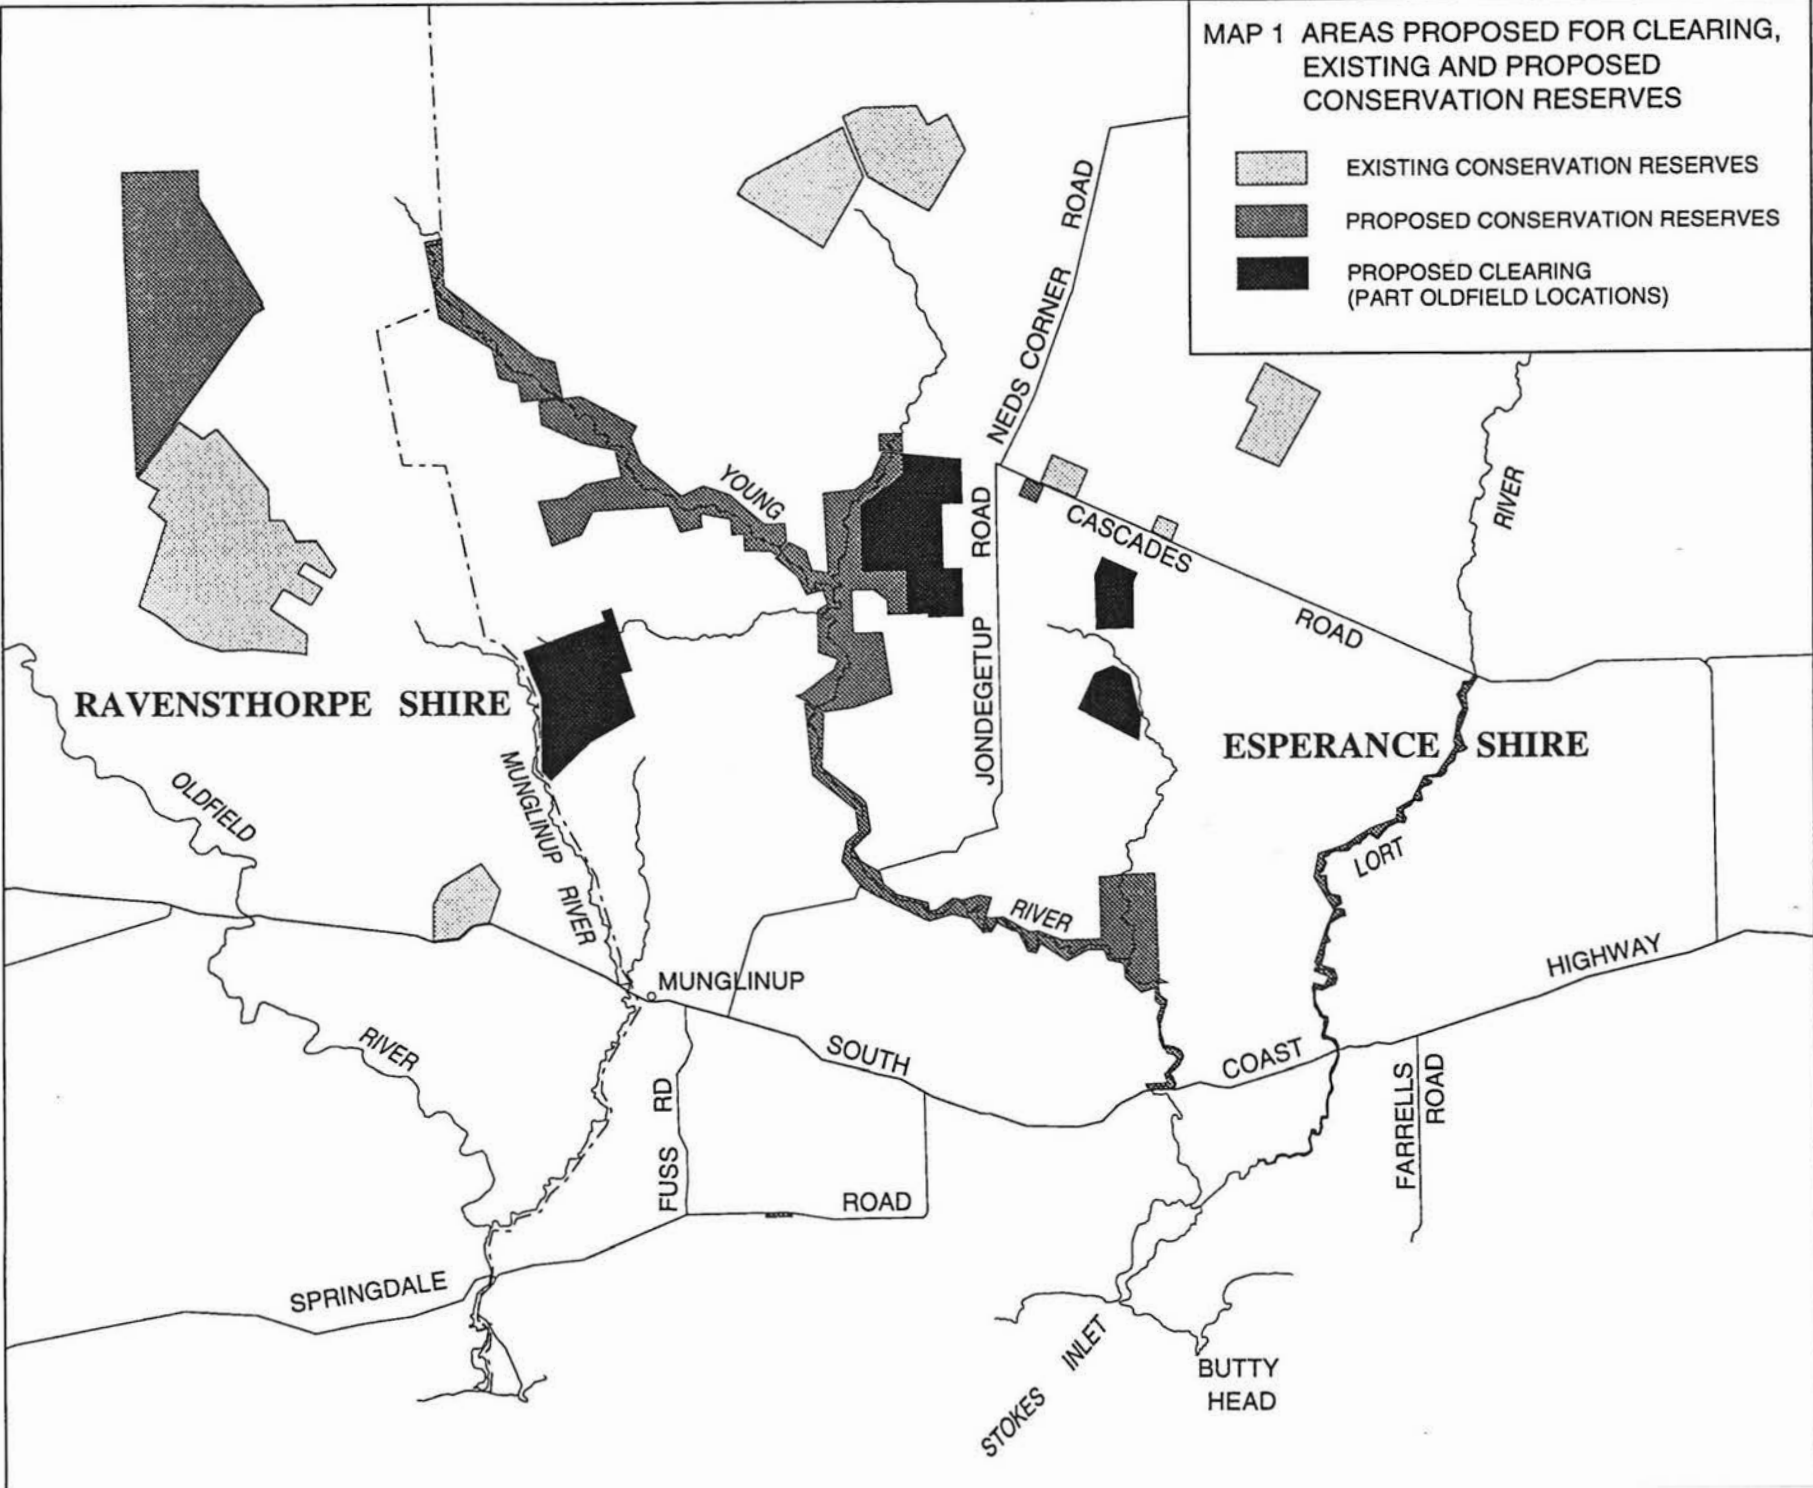 MAP 1 AREAS PROPOSED FOR CLEARING,
EXISTING AND PROPOSED
CONSERVATION RESERVES
EXISTING CONSERVATION RESERVES
PROPOSED CONSERVATION RESERVES
PROPOSED CLEARING
(PART OLDFIELD LOCATIONS)
NEDS CORNER ROAD
YOUNG
RIVER
JONDEGETUP ROAD
CASCADES
ROAD
RAVENSTHORPE SHIRE
ESPERANCE SHIRE
OLDFIELD
MUNGLINUP RIVER
LORT
RIVER
MUNGLINUP
HIGHWAY
RIVER
SOUTH
COAST
FUSS RD
FARRELLS
ROAD
ROAD
SPRINGDALE
STOKES INLET
BUTTY
HEAD